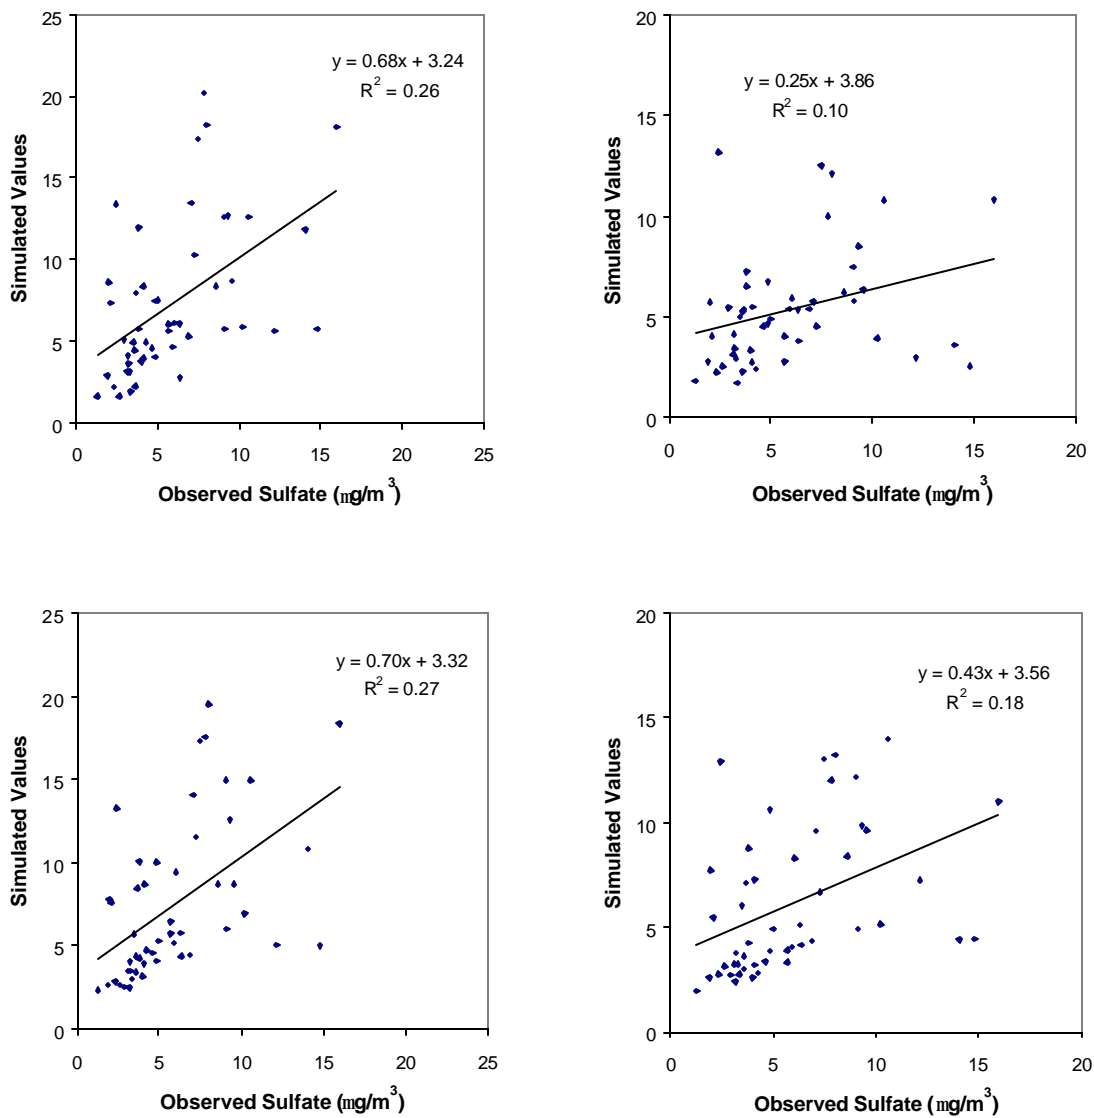 25
20
15
10
5
0
Simulated Values
y = 0.68x + 3.24
R² = 0.26
0 5 10 15 20 25
Observed Sulfate (mg/m³)
20
15
10
5
0
Simulated Values
y = 0.25x + 3.86
R² = 0.10
0 5 10 15 20
Observed Sulfate (mg/m³)
25
20
15
10
5
0
Simulated Values
y = 0.70x + 3.32
R² = 0.27
0 5 10 15 20 25
Observed Sulfate (mg/m³)
20
15
10
5
0
Simulated Values
y = 0.43x + 3.56
R² = 0.18
0 5 10 15 20
Observed Sulfate (mg/m³)